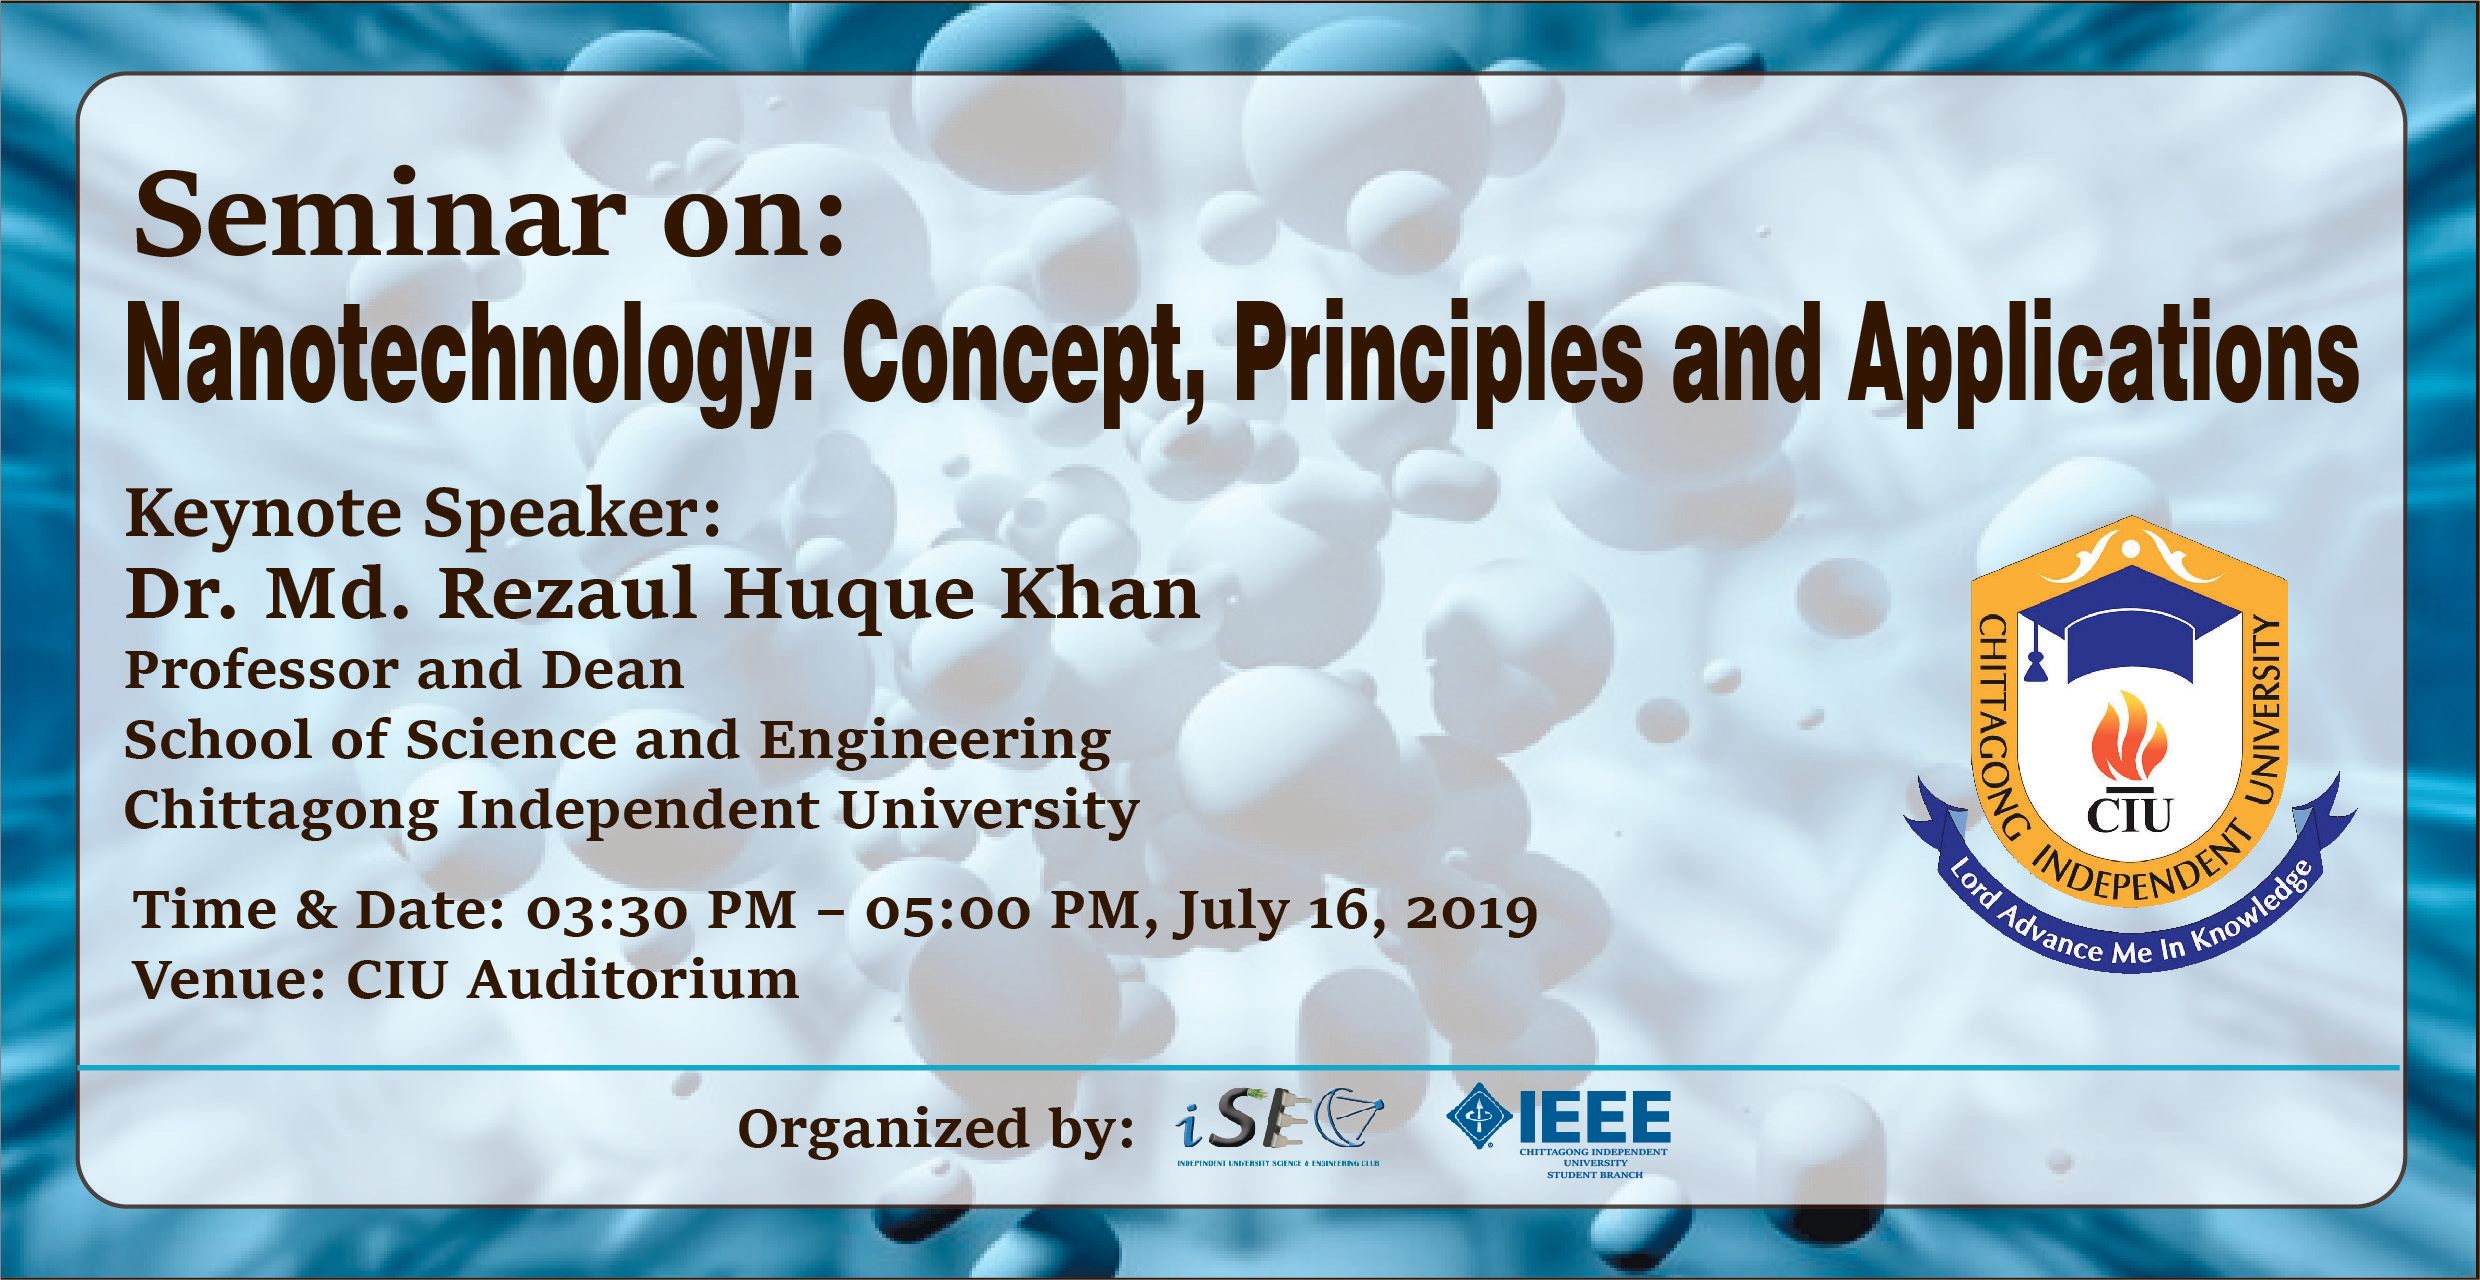 Seminar on:
Nanotechnology: Concept, Principles and Applications
Keynote Speaker:
Dr. Md. Rezaul Huque Khan
Professor and Dean
School of Science and Engineering
Chittagong Independent University
Time & Date: 03:30 PM – 05:00 PM, July 16, 2019
Venue: CIU Auditorium
CHITTAGONG INDEPENDENT UNIVERSITY
CIU
Lord Advance Me In Knowledge
Organized by:
iSEC
INDEPENDENT UNIVERSITY SCIENCE & ENGINEERING CLUB
IEEE
CHITTAGONG INDEPENDENT
UNIVERSITY
STUDENT BRANCH